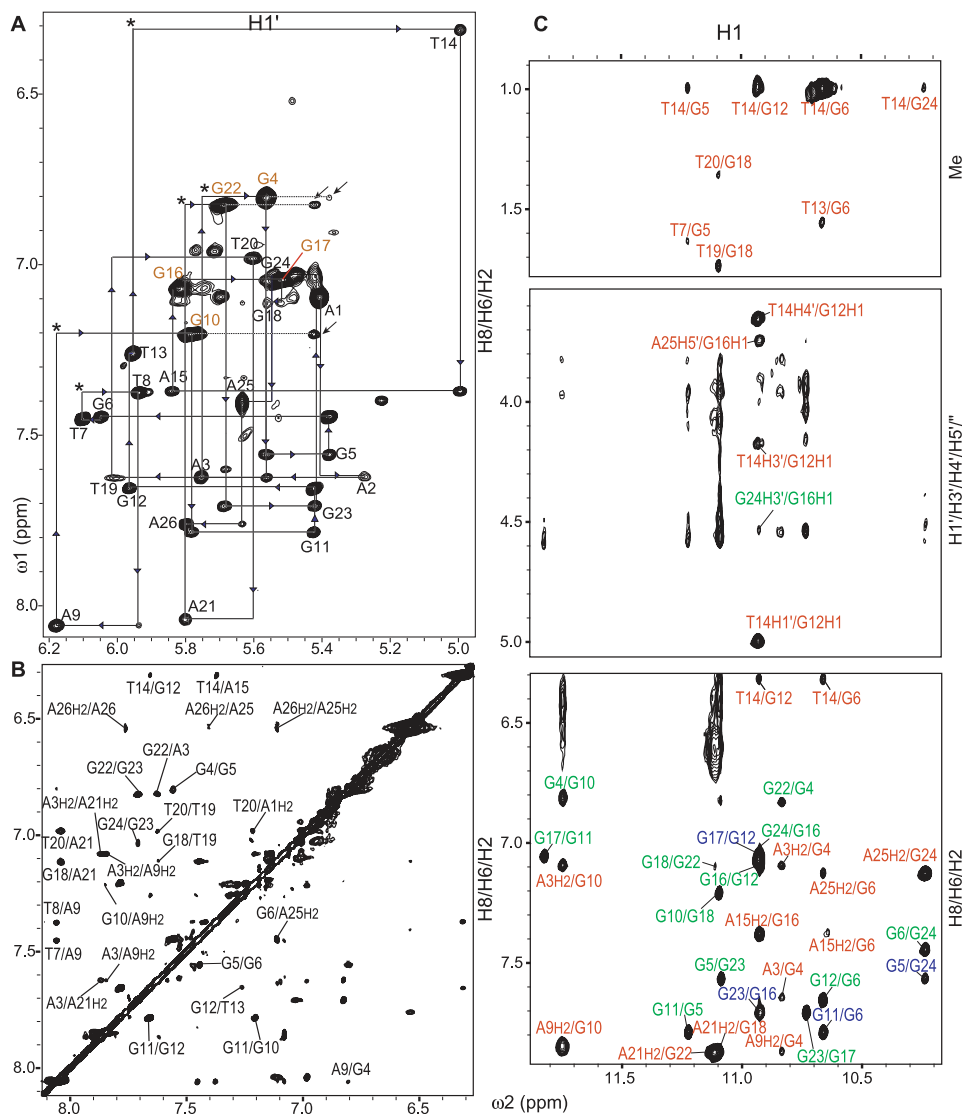 A
H1'
*
*
T14
6.5
*
*
G22
G4
T20
G17
7.0
G24
G16
G18
A1
*
G10
T13
*
T8
A15
A25
G6
T7
G5
7.5
A3
T19
A2
G12
G23
A26
G11
8.0
A9
A21
ω1 (ppm)
H8/H6/H2
6.2 6.0 5.8 5.6 5.4 5.2 5.0
B
T14/G12 T14/A15
6.5
A26H2/A26 A26H2/A25 A26H2/A25H2
G22/A3
G22/G23 G4/G5
A3H2/A21H2
T20/T19 T20/A1H2
G24/G23
7.0
T20/A21
G18/T19
A3H2/A9H2
G18/A21
G10/A9H2
G6/A25H2
T8/A9
T7/A9
7.5
A3/A9H2 G5/G6
G12/T13
A3/A21H2
G11/G12 G11/G10
A9/G4
8.0
8.0 7.5 7.0 6.5
H8/H6/H2
C
H1
1.0
T14/G5 T14/G12 T14/G6 T14/G24
T20/G18
1.5
T13/G6
T7/G5
T19/G18
Me
T14H4'/G12H1
A25H5'/G16H1
4.0
T14H3'/G12H1
G24H3'/G16H1
4.5
T14H1'/G12H1
5.0
H1'/H3'/H4'/H5'/"
T14/G12 T14/G6
6.5
G4/G10 G22/G4
G17/G12
G24/G16
7.0
G17/G11
G18/G22 A3H2/G4 A25H2/G24
A3H2/G10 G16/G12 A25H2/G6
G10/G18
A15H2/G16
A15H2/G6 G6/G24
7.5
G5/G23 A3/G4 G12/G6 G5/G24
G23/G16
G11/G5 G11/G6
A21H2/G18
A9H2/G10 A21H2/G22 A9H2/G4 G23/G17
H8/H6/H2
11.5 11.0 10.5
ω2 (ppm)